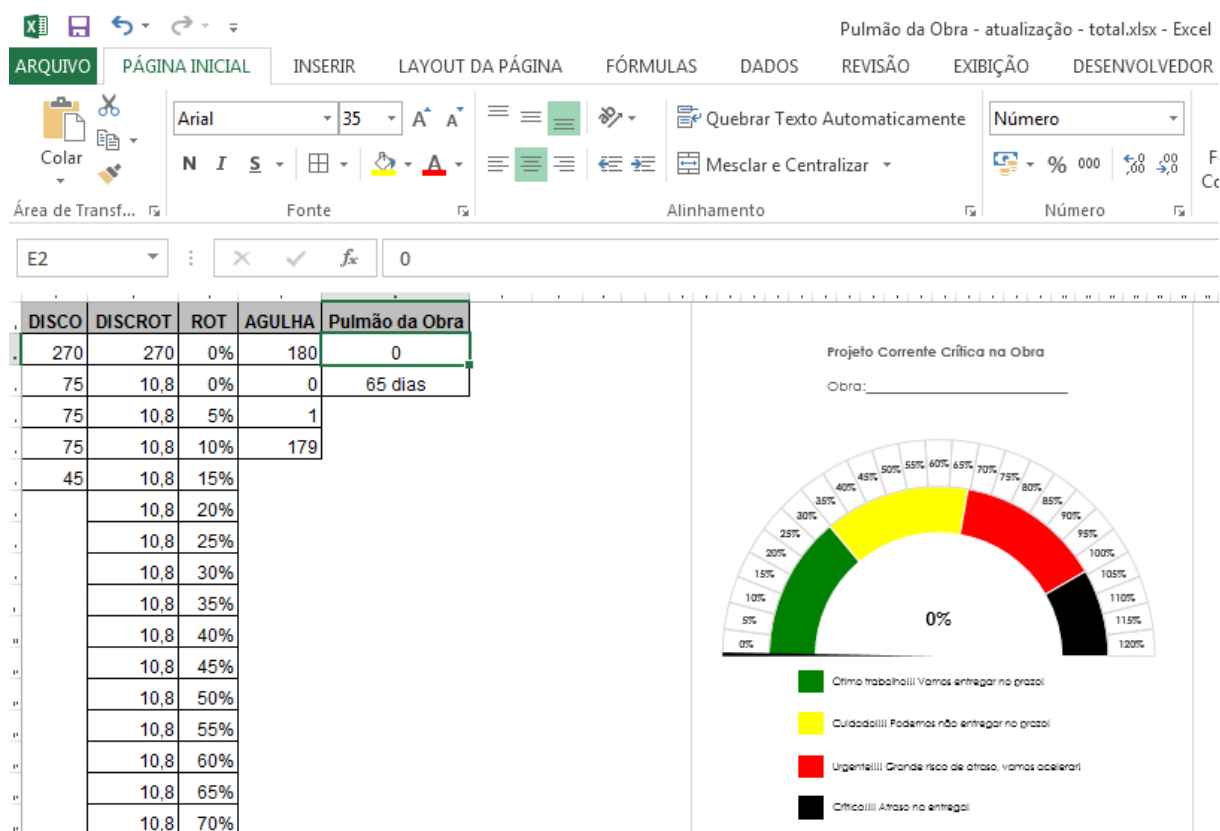 Pulmão da Obra - atualização - total.xlsx - Excel
ARQUIVO PÁGINA INICIAL INSERIR LAYOUT DA PÁGINA FÓRMULAS DADOS REVISÃO EXIBIÇÃO DESENVOLVEDOR
Colar
Arial 35
N I S
Quebrar Texto Automaticamente
Mesclar e Centralizar
Número
% 000
Área de Transf... Fonte Alinhamento Número
E2 fx 0
DISCO DISCROT ROT AGULHA Pulmão da Obra
270 270 0% 180 0
75 10,8 0% 0 65 dias
75 10,8 5% 1
75 10,8 10% 179
45 10,8 15%
10,8 20%
10,8 25%
10,8 30%
10,8 35%
10,8 40%
10,8 45%
10,8 50%
10,8 55%
10,8 60%
10,8 65%
10,8 70%
Projeto Corrente Crítica na Obra
Obra:
0%
5%
10%
15%
20%
25%
30%
35%
40%
45%
50%
55%
60%
65%
70%
75%
80%
85%
90%
95%
100%
105%
110%
115%
120%
0%
Ótimo trabalho!!! Vamos entregar no prazo!
Cuidado!!!! Podemos não entregar no prazo!
Urgente!!!! Grande risco de atraso, vamos acelerar!
Crítico!!!! Atraso na entrega!